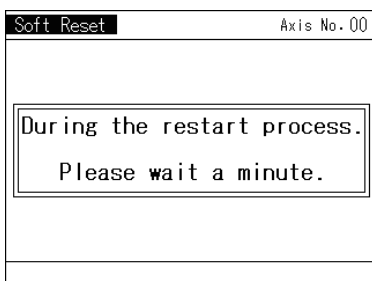 Soft Reset Axis No.00
During the restart process.
Please wait a minute.